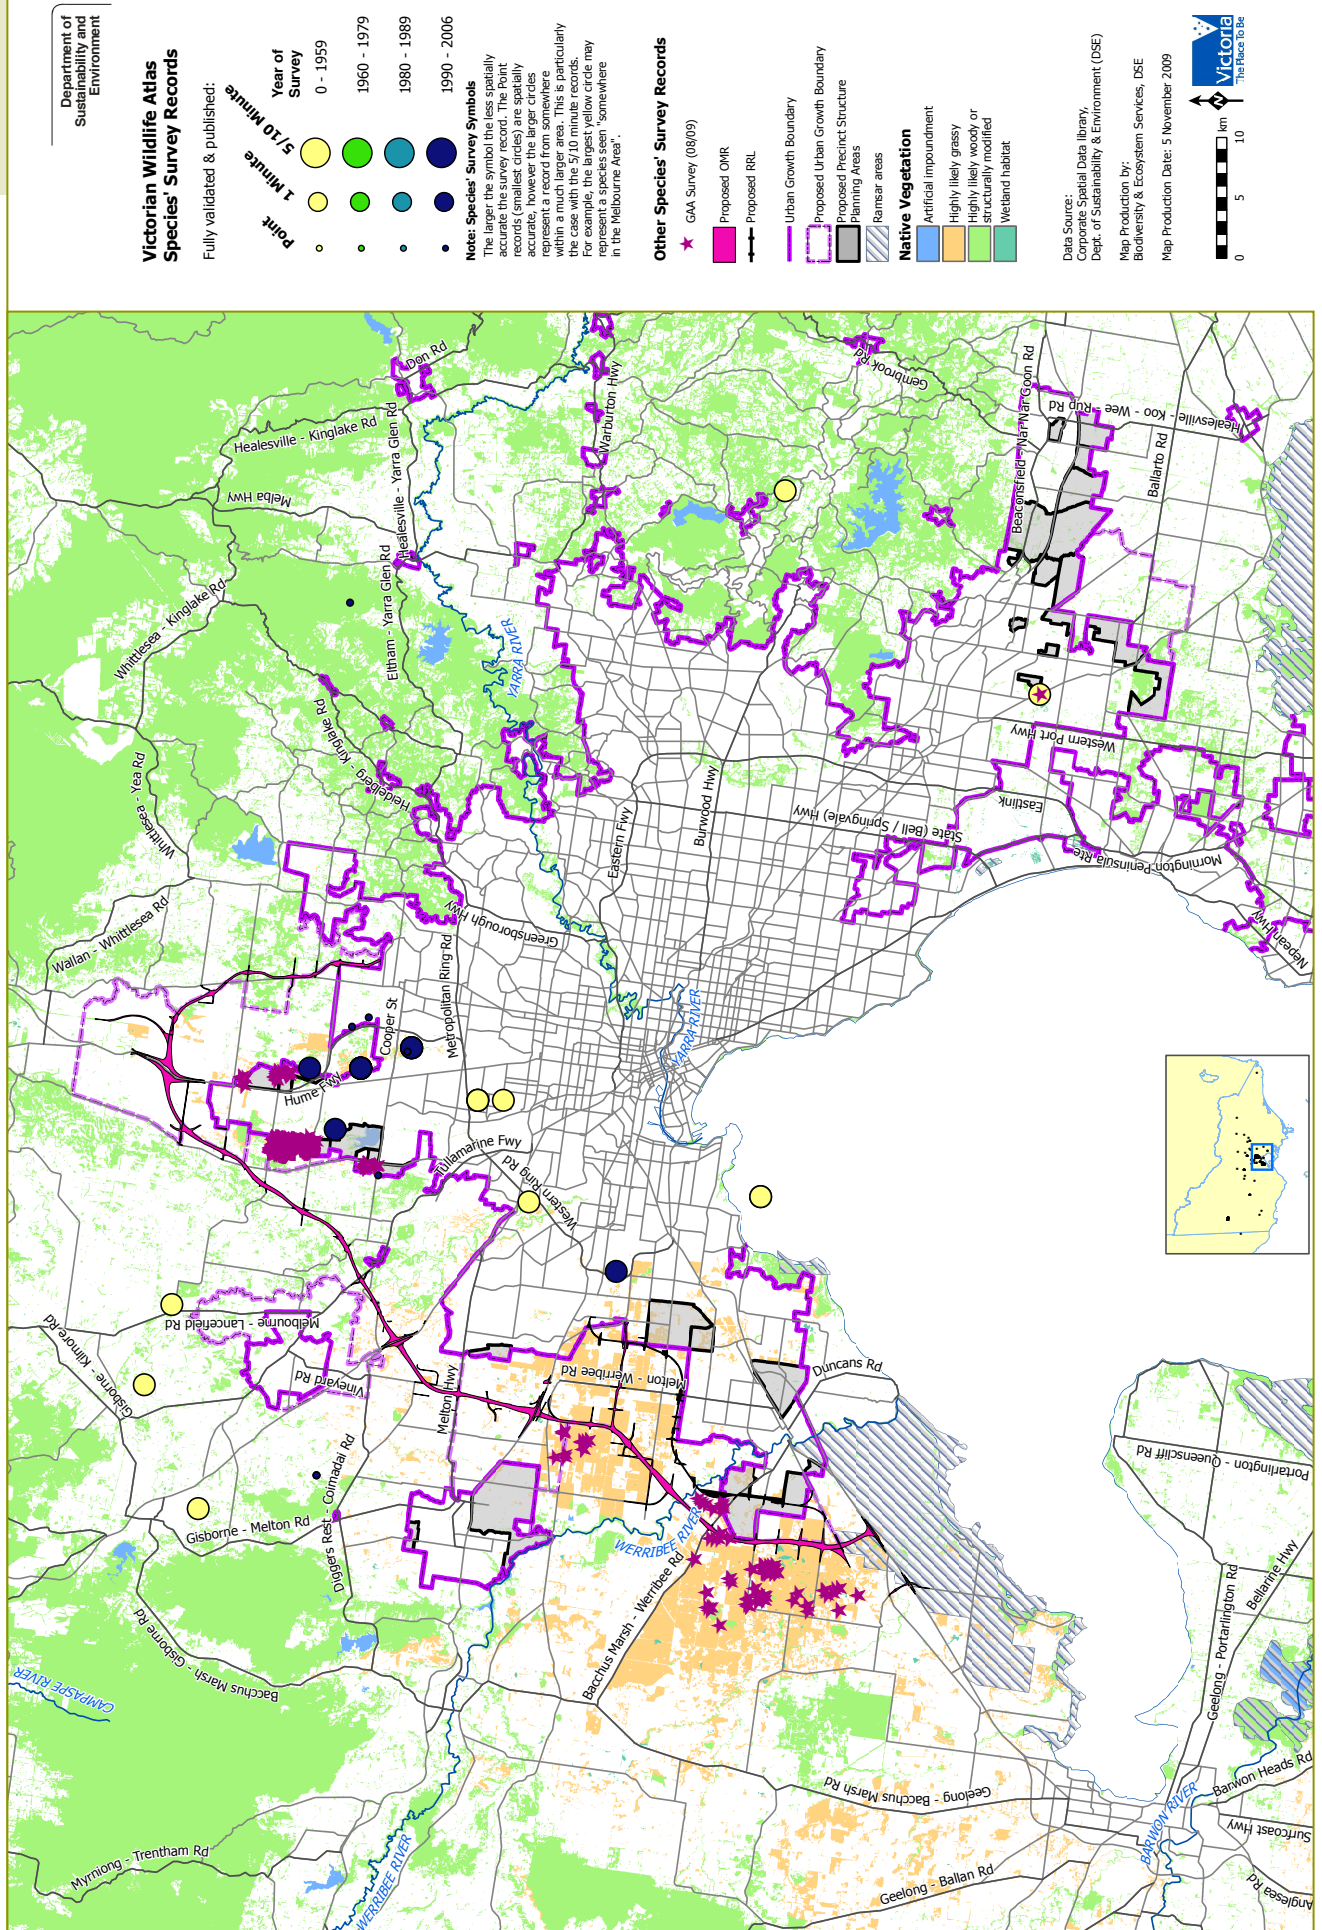 Department of
Sustainability and
Environment
Victorian Wildlife Atlas
Species' Survey Records
Fully validated & published:
Point
1 Minute
5/10 Minute
Year of
Survey
0 - 1959
1960 - 1979
1980 - 1989
1990 - 2006
Note: Species' Survey Symbols
The larger the symbol the less spatially
accurate the survey record. The Point
records (smallest circles) are spatially
accurate, however the larger circles
represent a record from somewhere
within a much larger area. This is particularly
the case with the 5/10 minute records.
For example, the largest yellow circle may
represent a species seen "somewhere
in the Melbourne Area".
Other Species' Survey Records
GAA Survey (08/09)
Proposed OMR
Proposed RRL
Urban Growth Boundary
Proposed Urban Growth Boundary
Proposed Precinct Structure
Planning Areas
Ramsar areas
Native Vegetation
Artificial impoundment
Highly likely grassy
Highly likely woody or
structurally modified
Wetland habitat
Data Source:
Corporate Spatial Data library,
Dept. of Sustainability & Environment (DSE)
Map Production by:
Biodiversity & Ecosystem Services, DSE
Map Production Date: 5 November 2009
0
5
10
km
N
Victoria
The Place To Be
Don Rd
Healesville - Kinglake Rd
Healesville - Yarra Glen Rd
Melba Hwy
Warburton Hwy
Gembrook Rd
Beaconsfield - Nar Nar Goon Rd
Healesville - Koo - Wee - Rup Rd
Ballarto Rd
Whittlesea - Kinglake Rd
Eltham - Yarra Glen Rd
YARRA RIVER
Heidelberg - Kinglake Rd
Whittlesea - Yea Rd
Western Port Hwy
Eastlink
Burwood Hwy
State (Bell / Springvale) Hwy
Eastern Fwy
Mornington Peninsula Rte
Nepean Hwy
Greensborough Hwy
Wallan - Whittlesea Rd
Metropolitan Ring Rd
Cooper St
YARRA RIVER
Hume Fwy
Tullamarine Fwy
Western Ring Rd
Melbourne - Lancefield Rd
Gisborne - Kilmore Rd
Vineyard Rd
Melton Hwy
Melton - Werribee Rd
Duncans Rd
Diggers Rest - Coimadai Rd
Gisborne - Melton Rd
WERRIBEE RIVER
Bacchus Marsh - Werribee Rd
Bacchus Marsh - Gisborne Rd
CAMPASPE RIVER
Portarlington - Queenscliff Rd
Bellarine Hwy
Geelong - Portarlington Rd
Geelong - Bacchus Marsh Rd
Barwon Heads Rd
BARWON RIVER
Surfcoast Hwy
Anglesea Rd
Geelong - Ballan Rd
Myrniong - Trentham Rd
WERRIBEE RIVER